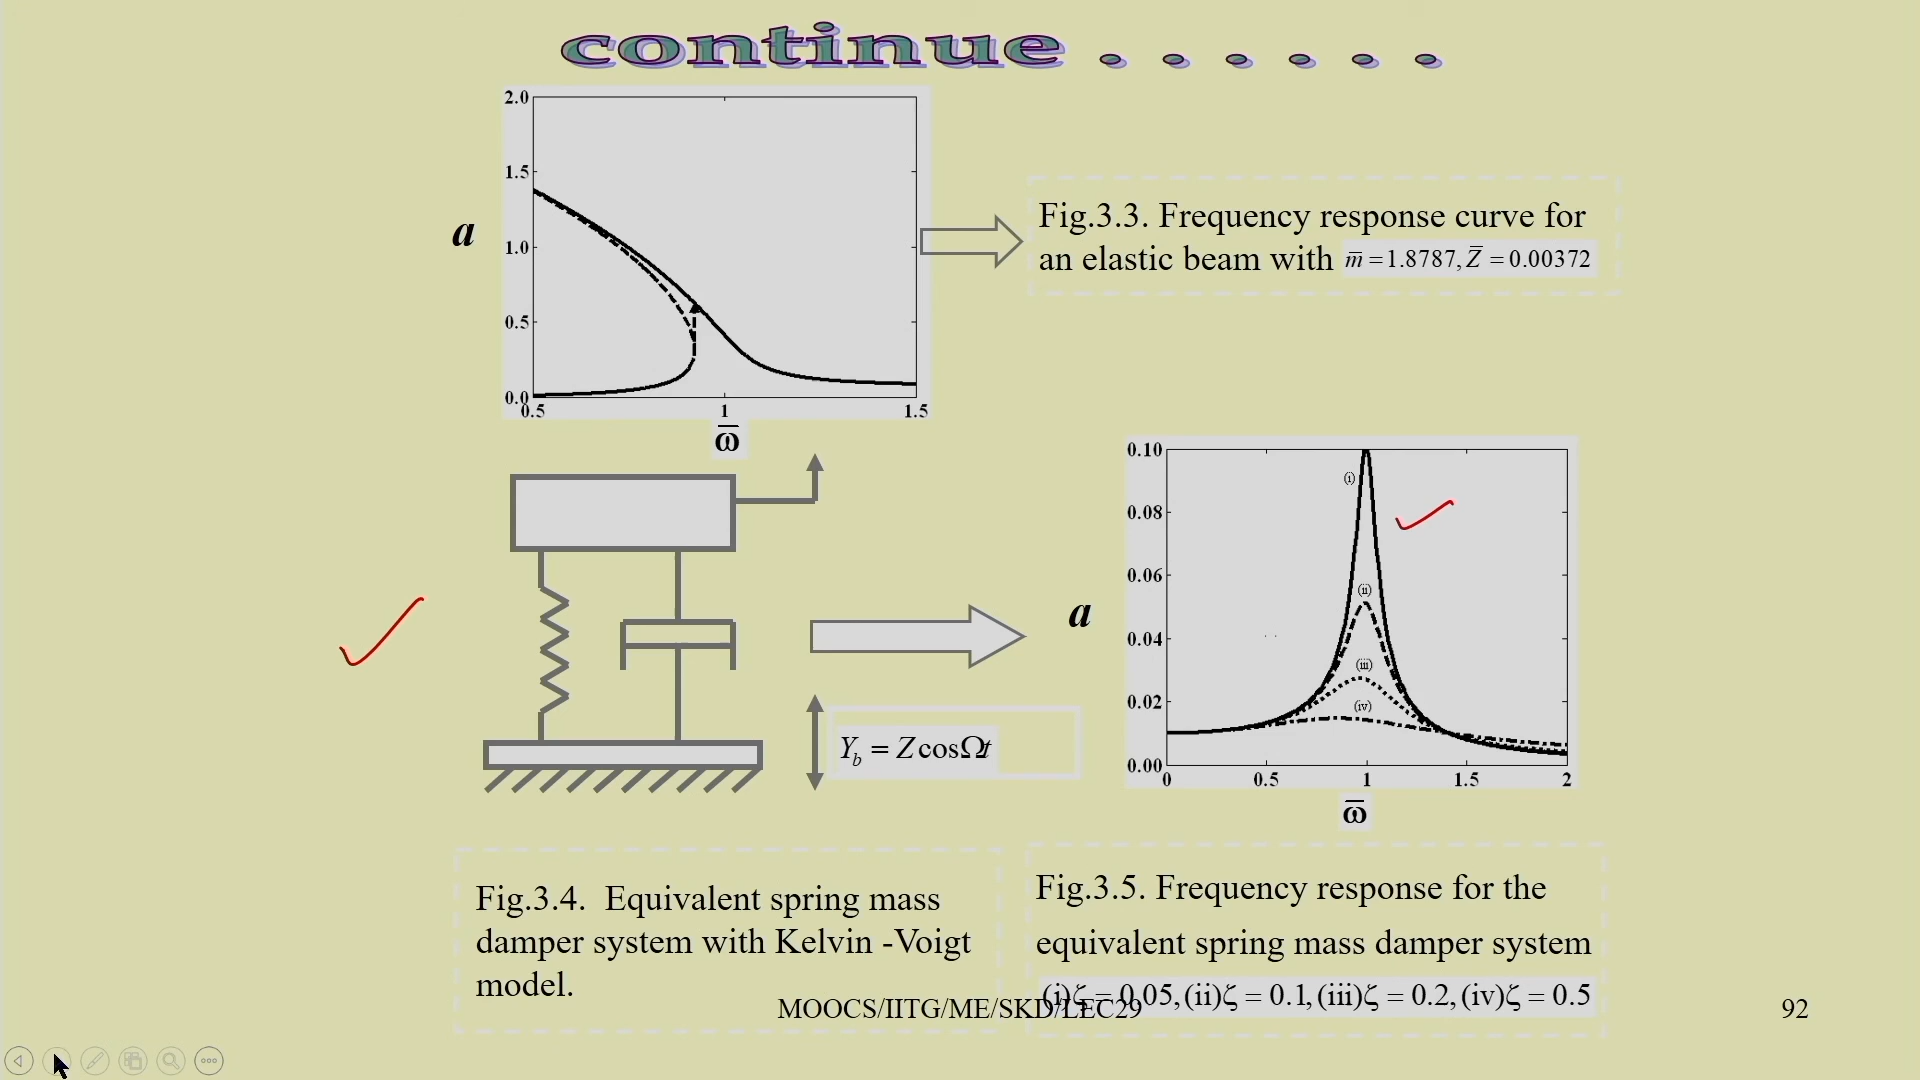 continue . . . . . .
2.0
1.5
a
1.0
0.5
0.0
0.5 1 1.5
ω̅
Fig.3.3. Frequency response curve for
an elastic beam with m̅ = 1.8787, Z̅ = 0.00372
Y_b = Z cosΩt
0.10
(i)
0.08
0.06
(ii)
a
0.04
(iii)
0.02
(iv)
0.00
0 0.5 1 1.5 2
ω̅
Fig.3.4. Equivalent spring mass
damper system with Kelvin -Voigt
model.
Fig.3.5. Frequency response for the
equivalent spring mass damper system
(i)ζ = 0.05, (ii)ζ = 0.1, (iii)ζ = 0.2, (iv)ζ = 0.5
MOOCS/IITG/ME/SKD/LEC29
92